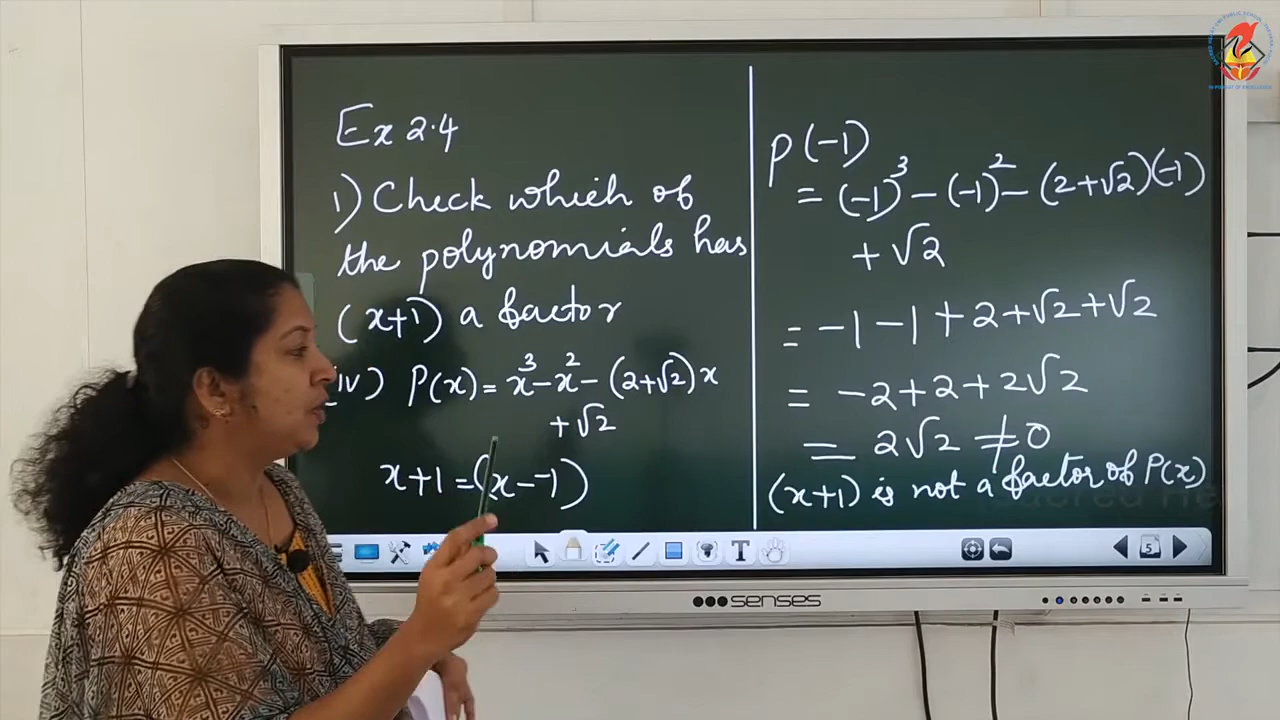 Ex 2.4
1) Check which of
the polynomials has
(x+1) a factor
iv) P(x) = x³ - x² - (2+√2)x
+ √2
x+1 = (x - -1)
P(-1)
= (-1)³ - (-1)² - (2+√2)(-1)
+ √2
= -1 -1 + 2+√2+√2
= -2+2+2√2
= 2√2 ≠ 0
(x+1) is not a factor of P(x)
T
5
senses